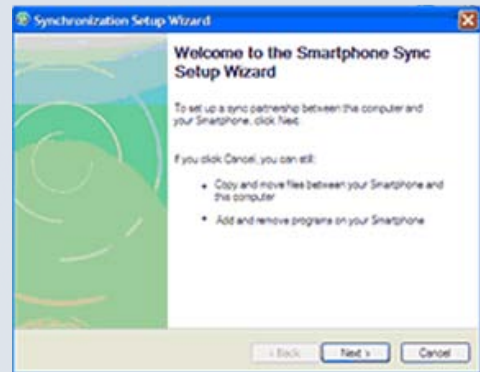 Synchronization Setup Wizard
Welcome to the Smartphone Sync
Setup Wizard
To set up a sync partnership between this computer and
your Smartphone, click Next.
If you click Cancel, you can still:
• Copy and move files between your Smartphone and
this computer
• Add and remove programs on your Smartphone
< Back
Next >
Cancel